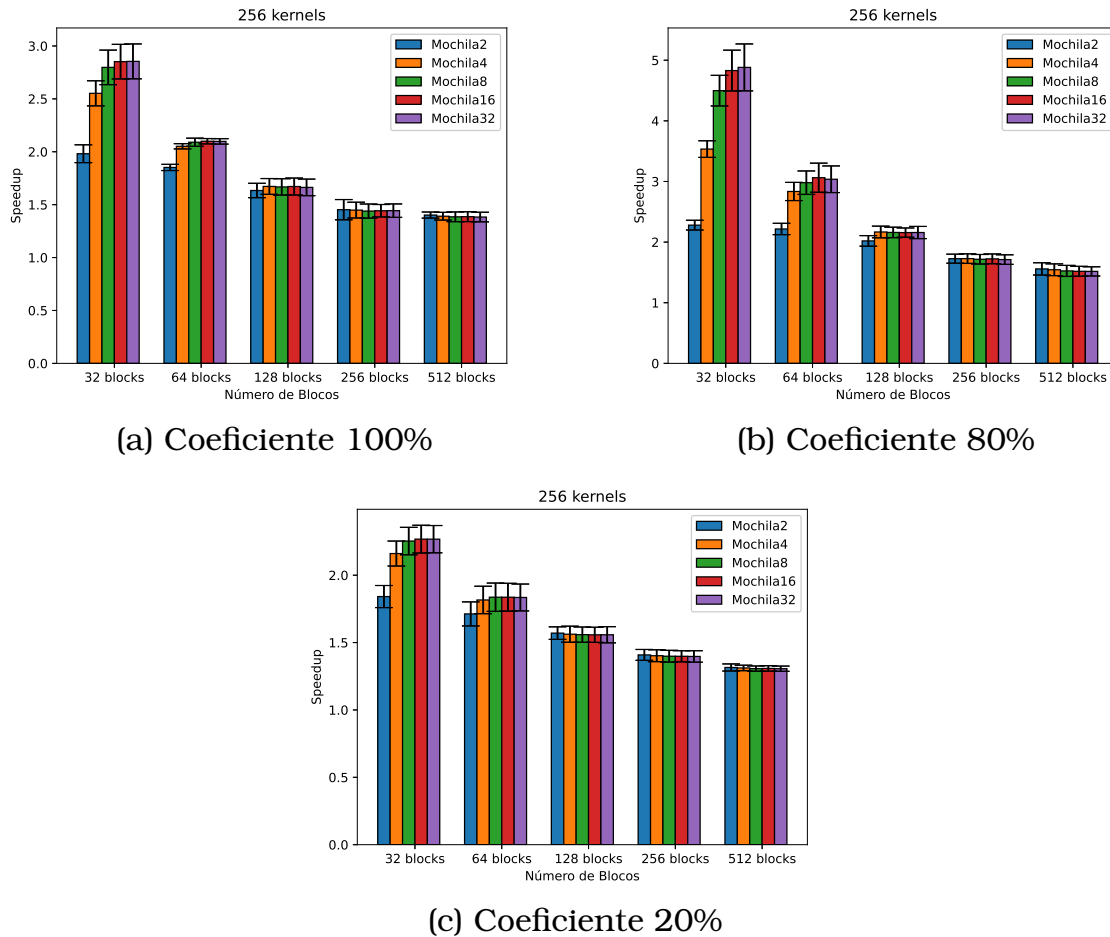 256 kernels
3.0
2.5
2.0
1.5
1.0
0.5
0.0
Speedup
Mochila2
Mochila4
Mochila8
Mochila16
Mochila32
32 blocks 64 blocks 128 blocks 256 blocks 512 blocks
Número de Blocos
(a) Coeficiente 100%
256 kernels
5
4
3
2
1
0
Speedup
Mochila2
Mochila4
Mochila8
Mochila16
Mochila32
32 blocks 64 blocks 128 blocks 256 blocks 512 blocks
Número de Blocos
(b) Coeficiente 80%
256 kernels
2.0
1.5
1.0
0.5
0.0
Speedup
Mochila2
Mochila4
Mochila8
Mochila16
Mochila32
32 blocks 64 blocks 128 blocks 256 blocks 512 blocks
Número de Blocos
(c) Coeficiente 20%